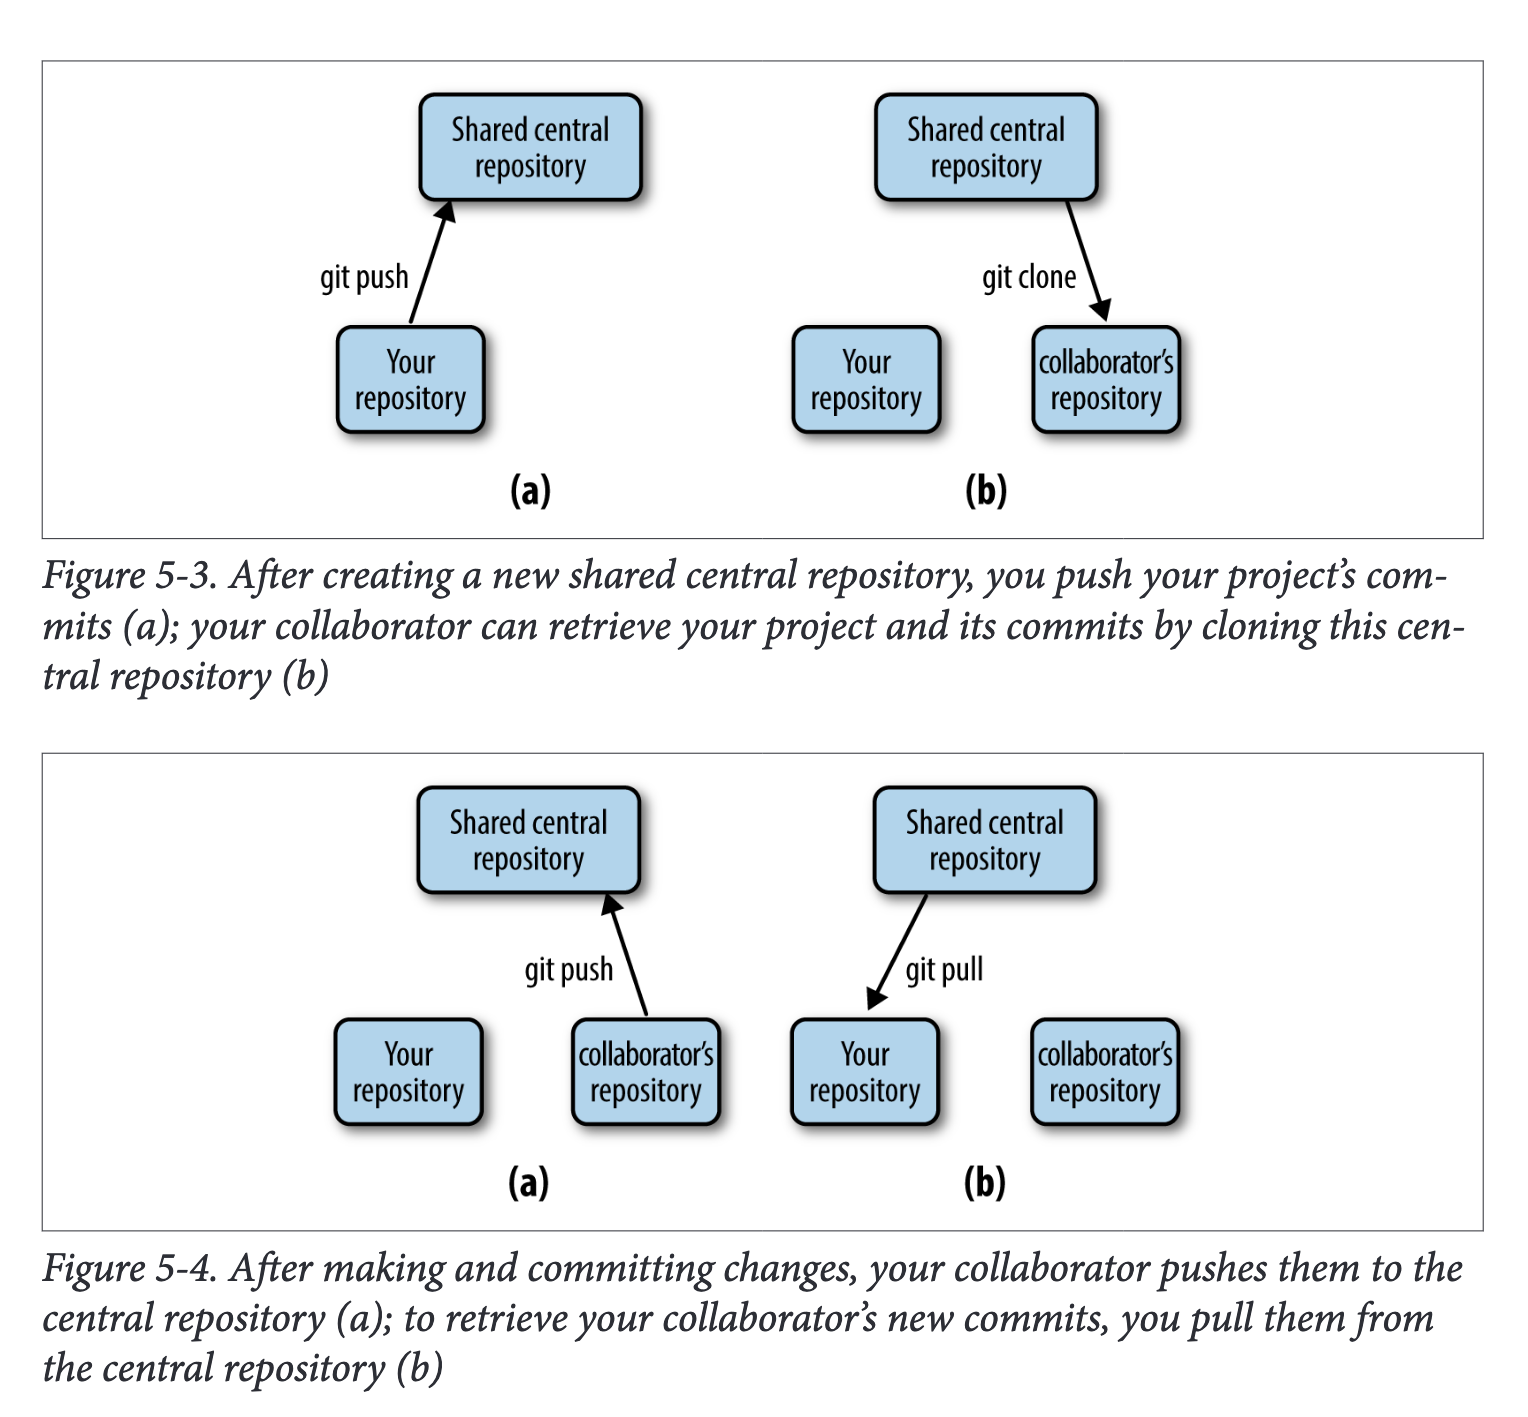 Shared central
repository
Shared central
repository
git push
git clone
Your
repository
Your
repository
collaborator's
repository
(a)
(b)
Figure 5-3. After creating a new shared central repository, you push your project's com-
mits (a); your collaborator can retrieve your project and its commits by cloning this cen-
tral repository (b)
Shared central
repository
Shared central
repository
git push
git pull
Your
repository
collaborator's
repository
Your
repository
collaborator's
repository
(a)
(b)
Figure 5-4. After making and committing changes, your collaborator pushes them to the
central repository (a); to retrieve your collaborator's new commits, you pull them from
the central repository (b)